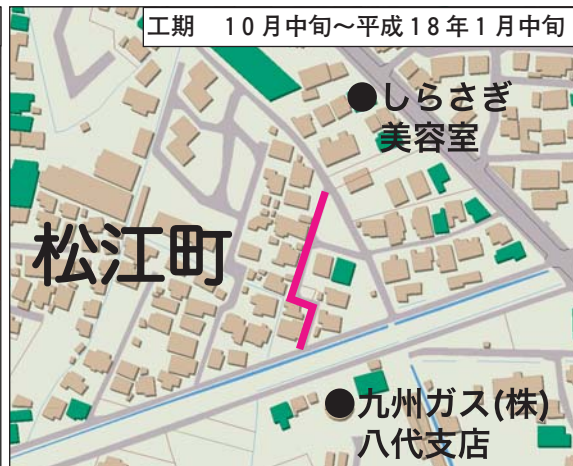 工期　10月中旬～平成18年1月中旬
●しらさぎ
美容室
松江町
●九州ガス(株)
八代支店